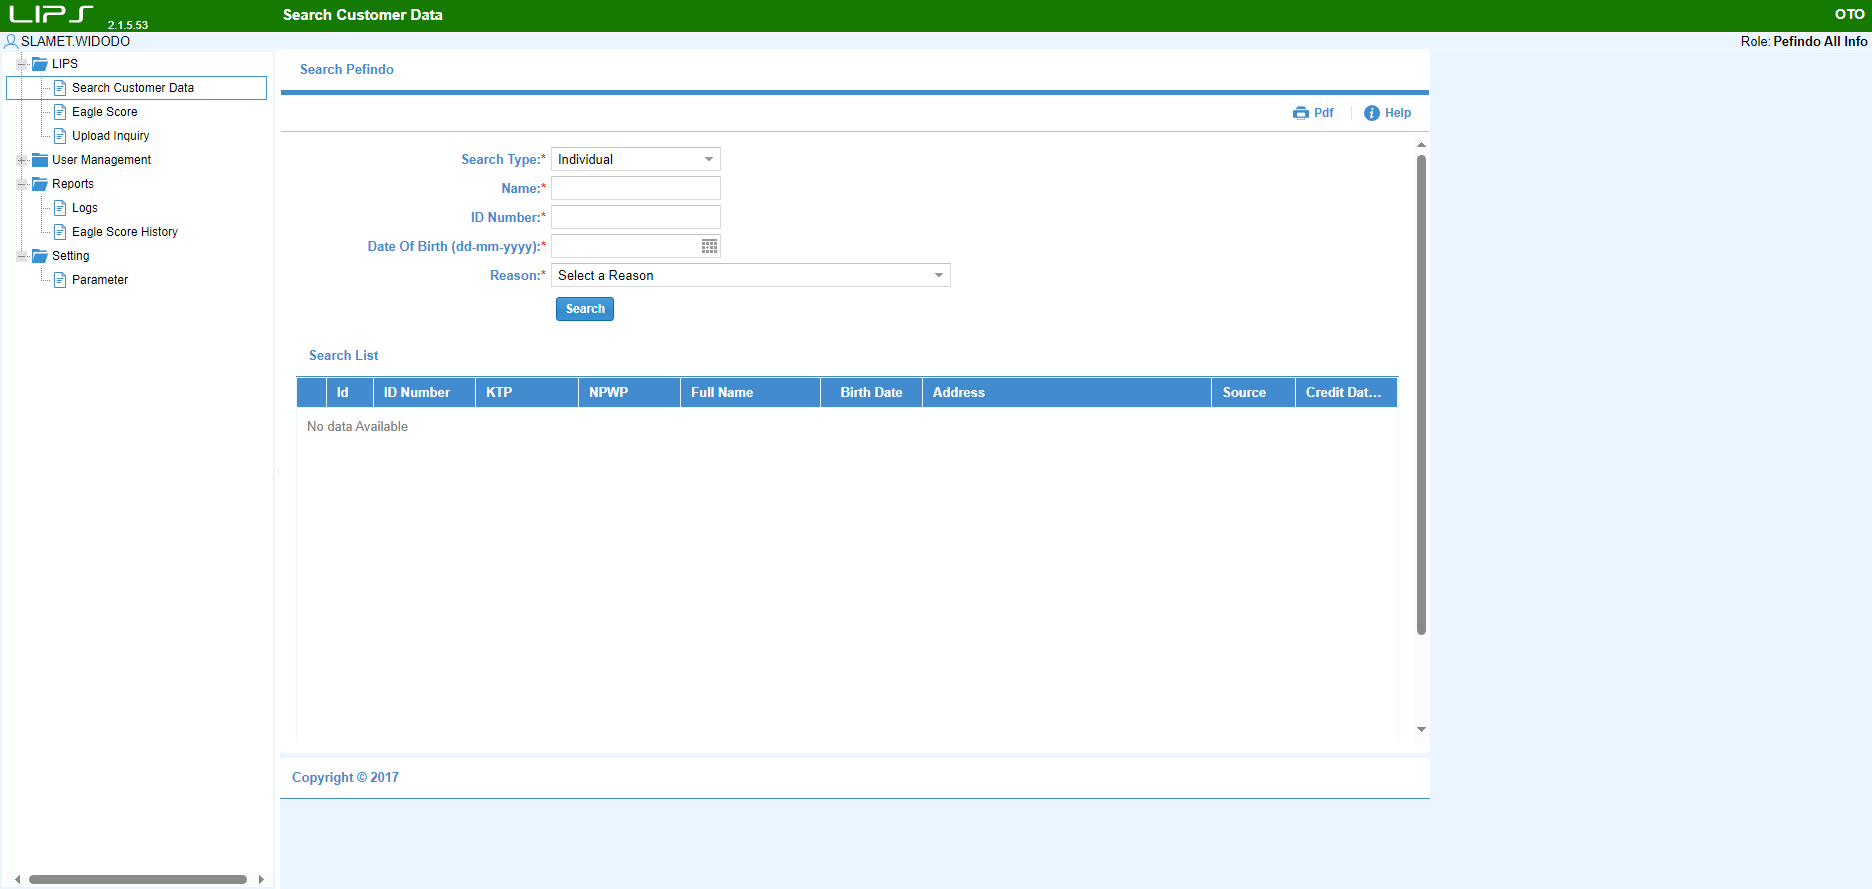 LIPS 2.1.5.53 Search Customer Data OTO
SLAMET.WIDODO Role: Pefindo All Info
LIPS
Search Customer Data
Eagle Score
Upload Inquiry
User Management
Reports
Logs
Eagle Score History
Setting
Parameter
Search Pefindo
Pdf Help
Search Type:* Individual
Name:*
ID Number:*
Date Of Birth (dd-mm-yyyy):*
Reason:* Select a Reason
Search
Search List
Id ID Number KTP NPWP Full Name Birth Date Address Source Credit Dat...
No data Available
Copyright © 2017